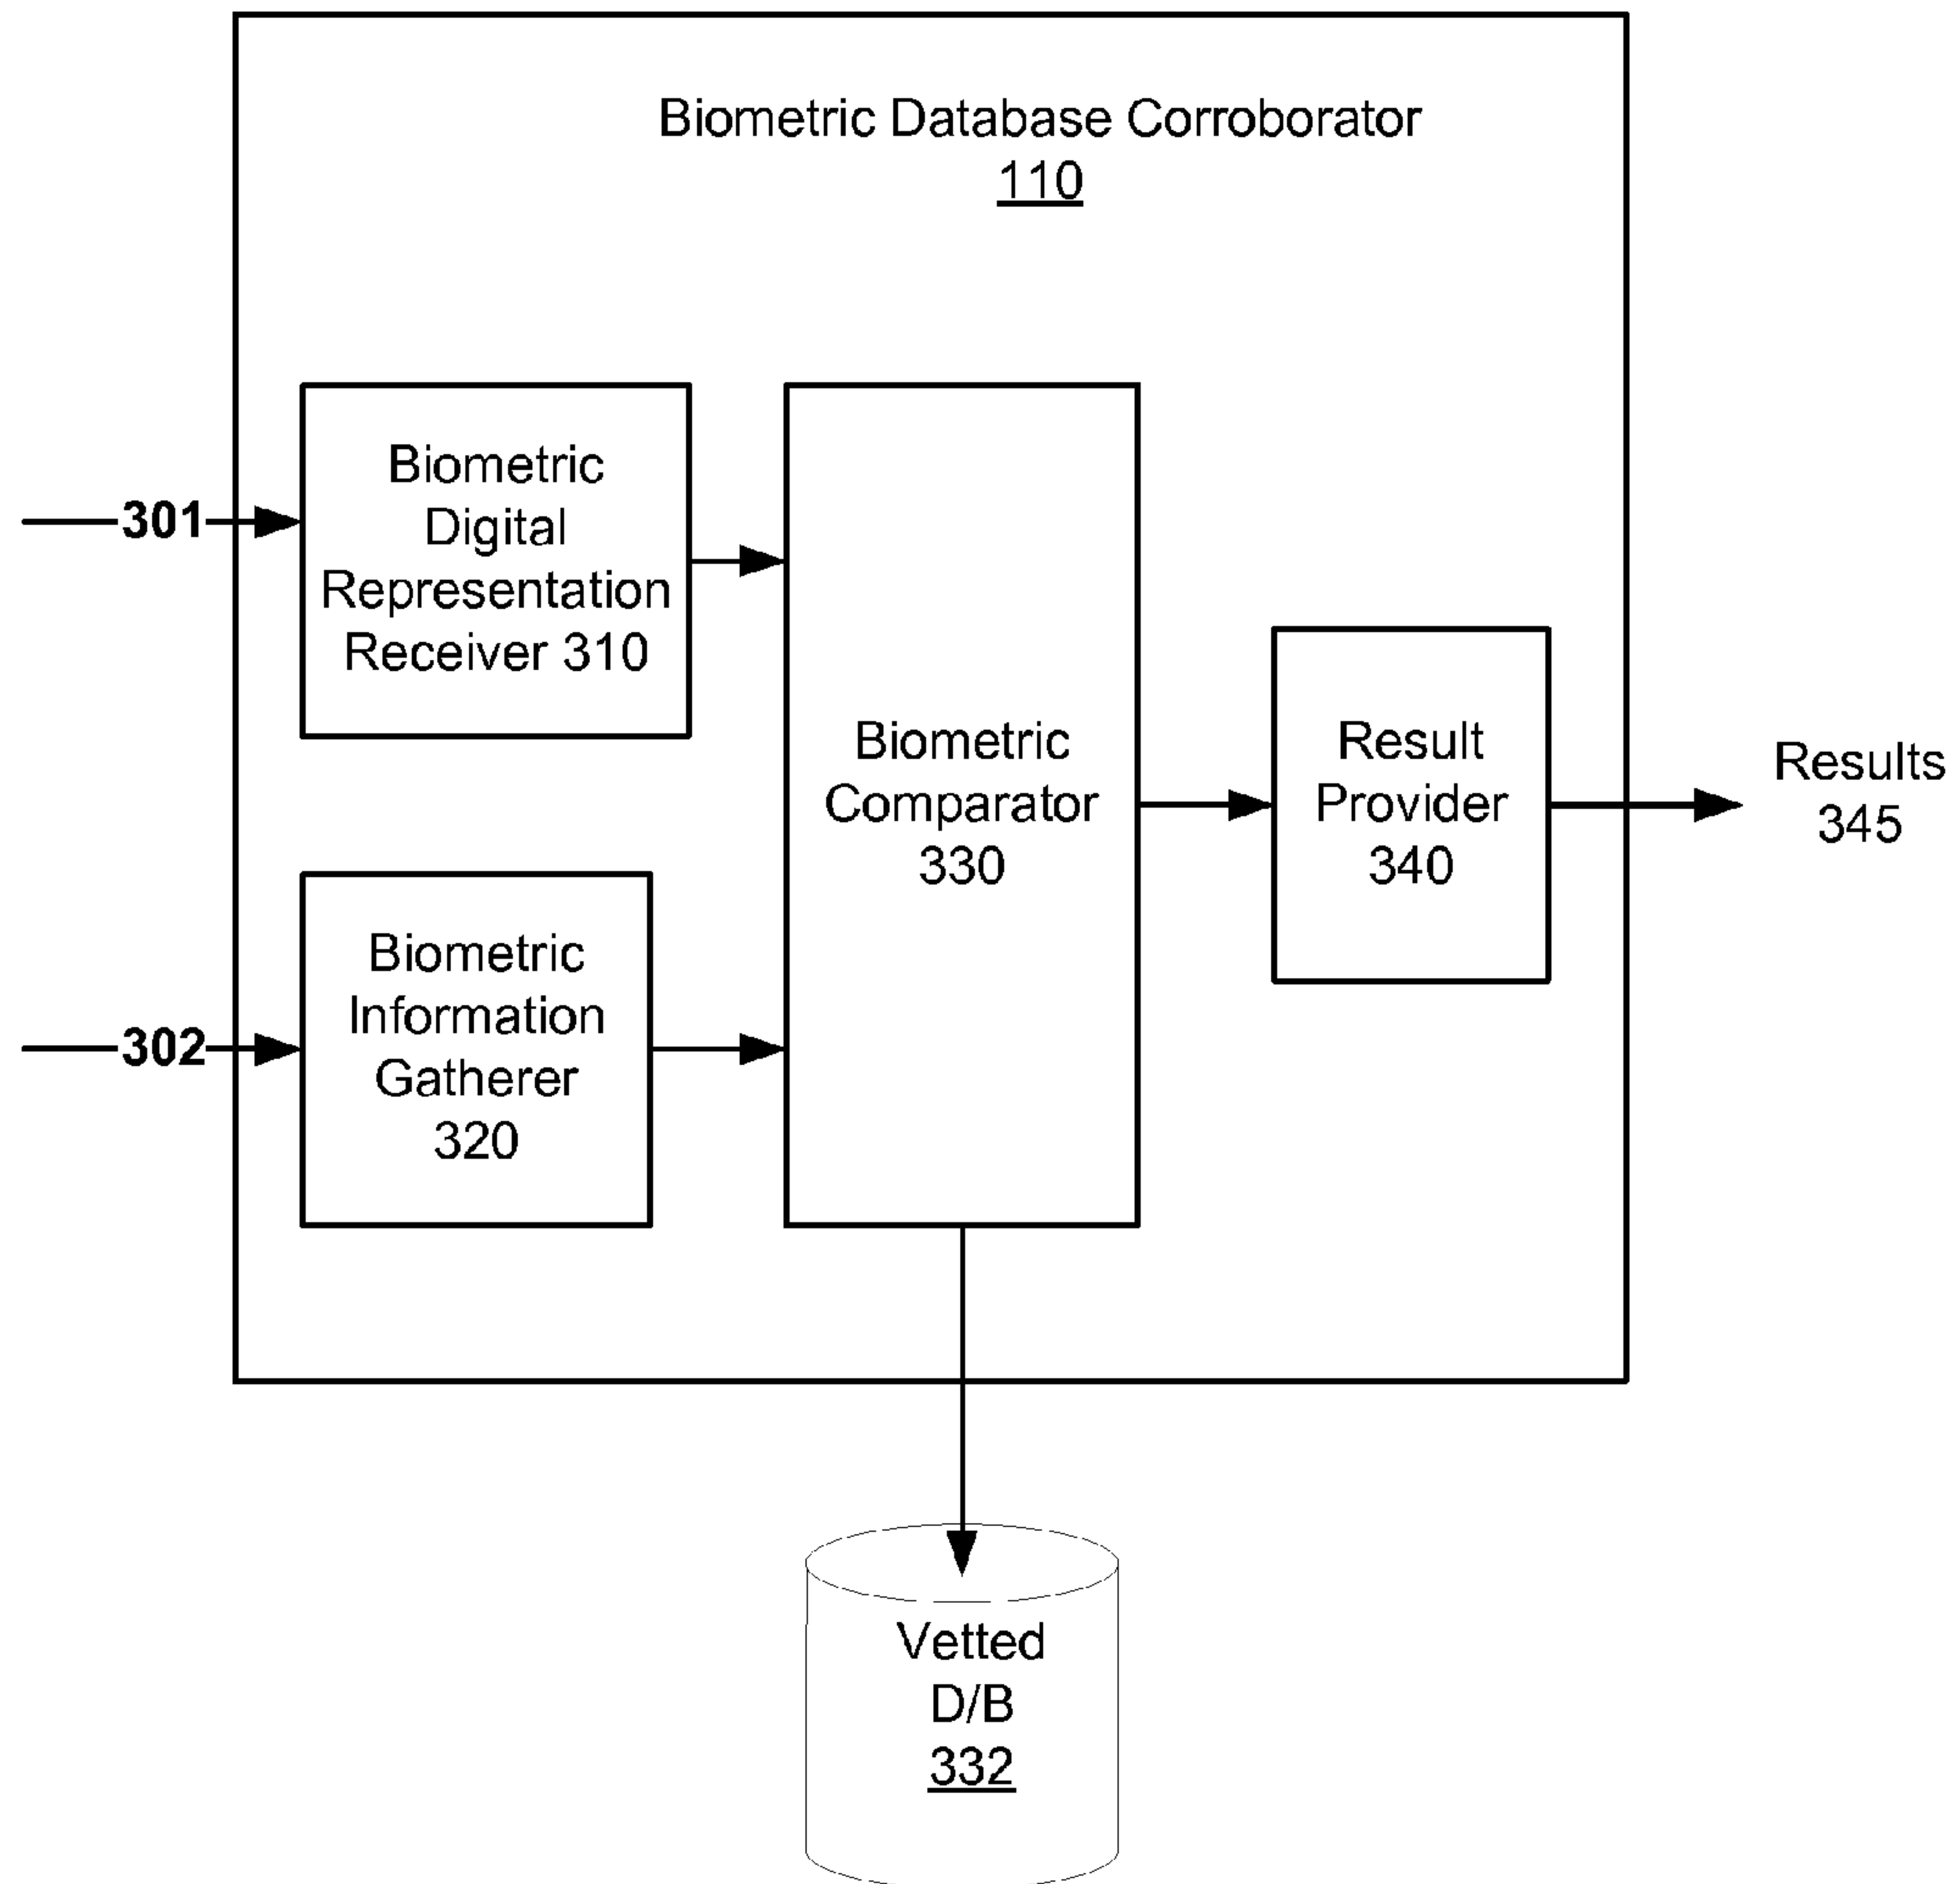 Biometric Database Corroborator
110
301
Biometric
Digital
Representation
Receiver 310
302
Biometric
Information
Gatherer
320
Biometric
Comparator
330
Result
Provider
340
Results
345
Vetted
D/B
332